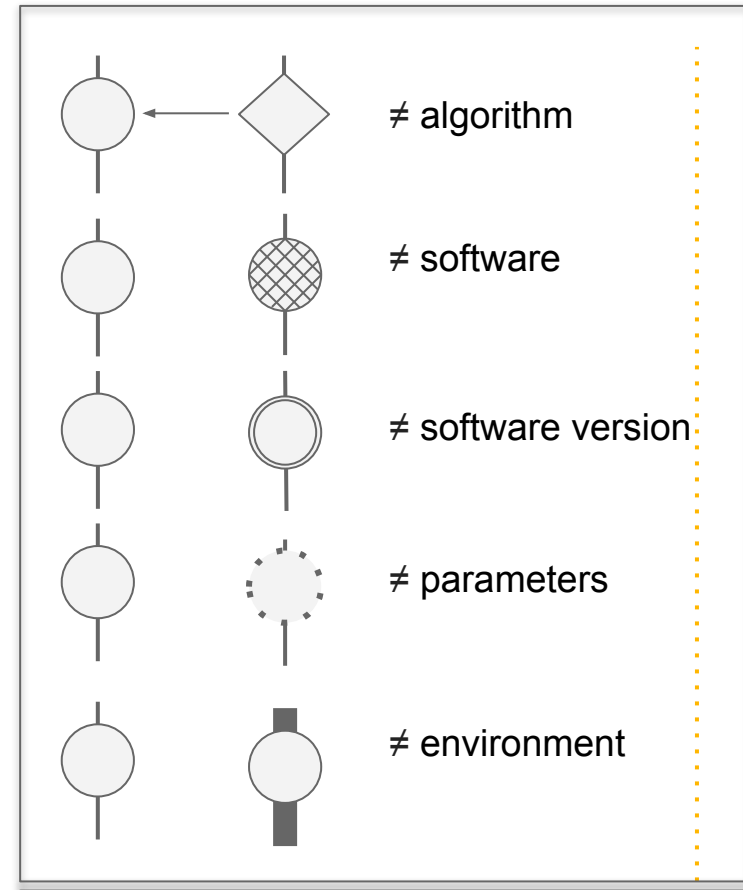 ≠ algorithm
≠ software
≠ software version
≠ parameters
≠ environment